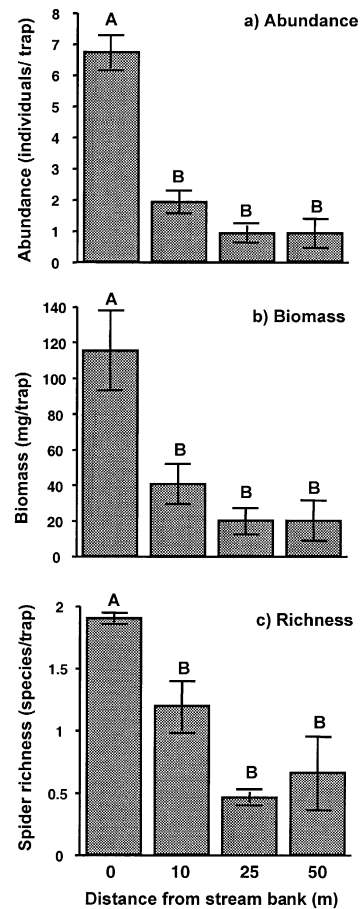 a) Abundance
Abundance (individuals/ trap)
8
7
6
5
4
3
2
1
0
A
B
B
B
b) Biomass
Biomass (mg/trap)
140
120
100
80
60
40
20
0
A
B
B
B
c) Richness
Spider richness (species/trap)
2
1.5
1
0.5
0
A
B
B
B
0 10 25 50
Distance from stream bank (m)